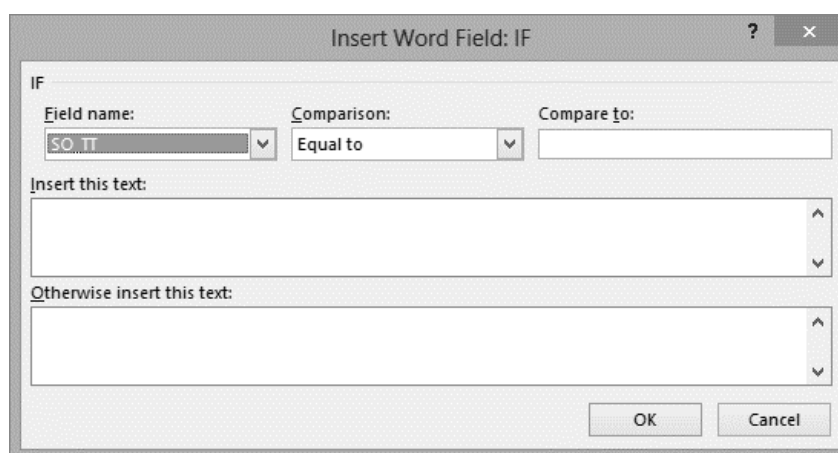 Insert Word Field: IF
? ×
IF
Field name: Comparison: Compare to:
SO_TT Equal to
Insert this text:
Otherwise insert this text:
OK Cancel